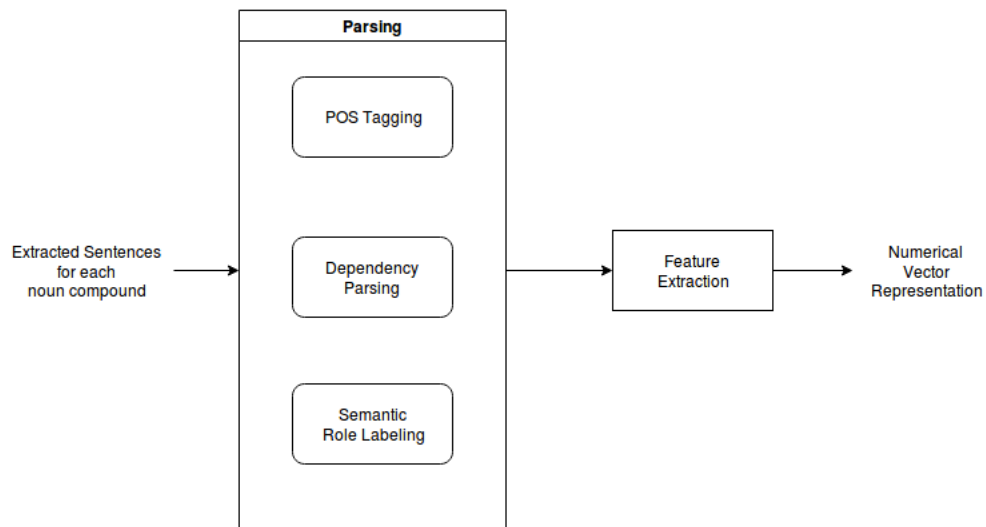 Parsing
POS Tagging
Extracted Sentences
for each
noun compound
Dependency
Parsing
Semantic
Role Labeling
Feature
Extraction
Numerical
Vector
Representation